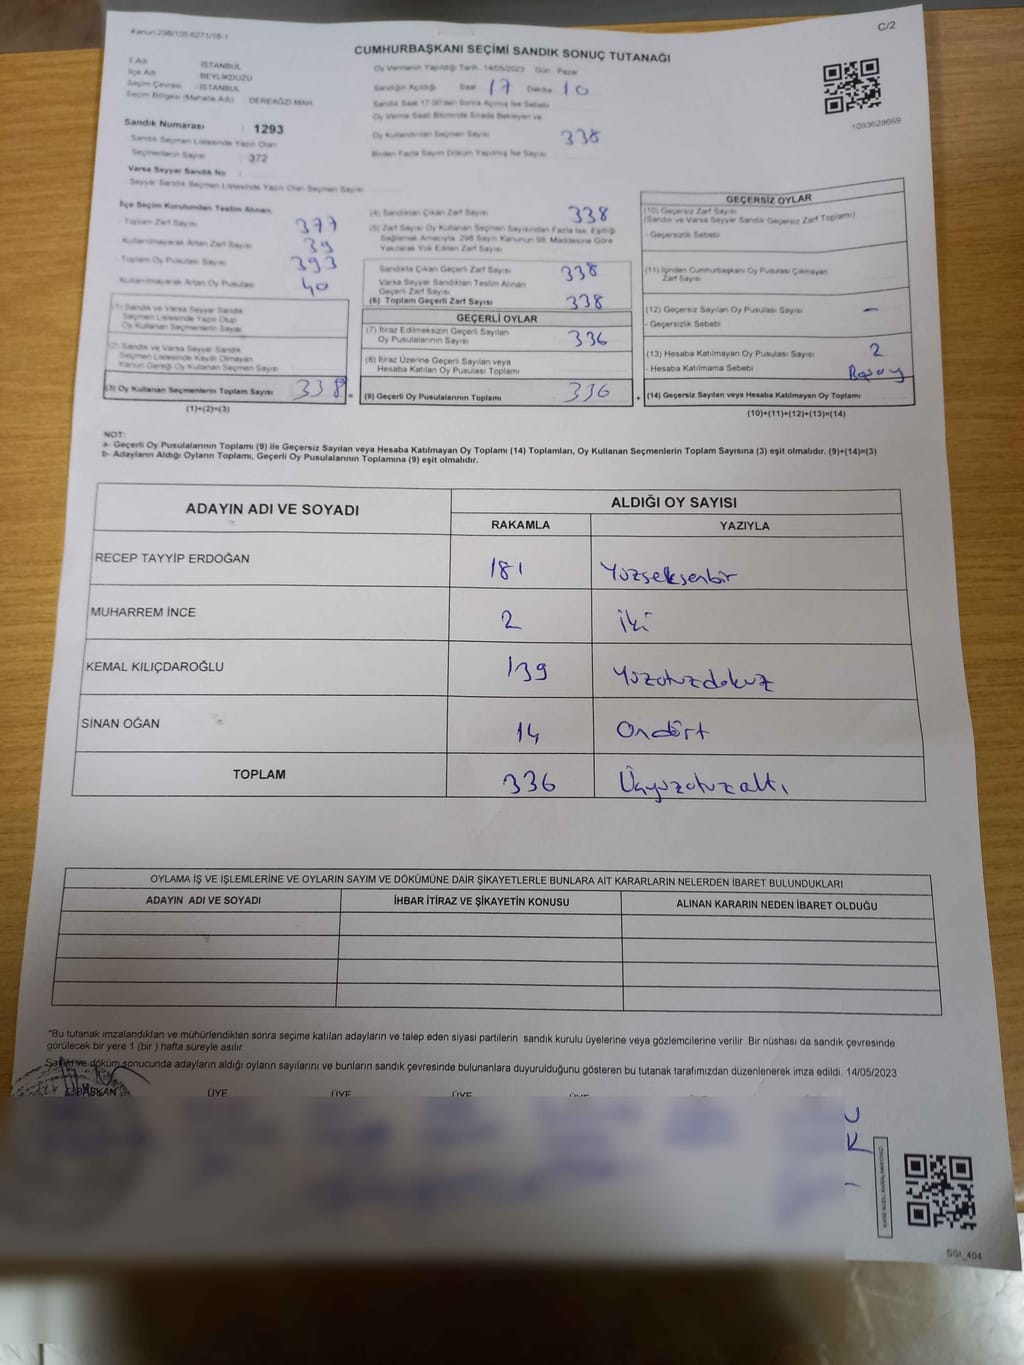 Kanun:298/105-6271/18-1
C/2
CUMHURBAŞKANI SEÇİMİ SANDIK SONUÇ TUTANAĞI
İl Adı : İSTANBUL
İlçe Adı : BEYLİKDÜZÜ
Seçim Çevresi : İSTANBUL
Seçim Bölgesi (Mahalle Adı) : DEREAĞZI MAH.
Sandık Numarası : 1293
Sandık Seçmen Listesinde Yazılı Olan
Seçmenlerin Sayısı : 372
Varsa Seyyar Sandık No
Seyyar Sandık Seçmen Listesinde Yazılı Olan Seçmen Sayısı
Oy Vermenin Yapıldığı Tarih 14/05/2023 Gün Pazar
Sandığın Açıldığı Saat 17 Dakika 10
Sandık Saat 17.00'den Sonra Açılmış İse Sebebi
Oy Verme Saati Bitiminde Sırada Bekleyen ve
Oy Kullandırılan Seçmen Sayısı 338
Birden Fazla Sayım Döküm Yapılmış İse Sayısı
1093628669
İlçe Seçim Kurulundan Teslim Alınan;
Toplam Zarf Sayısı 377
Kullanılmayarak Artan Zarf Sayısı 39
Toplam Oy Pusulası Sayısı 393
Kullanılmayarak Artan Oy Pusulası 40
(1) Sandık ve Varsa Seyyar Sandık
Seçmen Listesinde Yazılı Olup
Oy Kullanan Seçmenlerin Sayısı
(2) Sandık ve Varsa Seyyar Sandık
Seçmen Listesinde Kayıtlı Olmayan
Kanun Gereği Oy Kullanan Seçmen Sayısı
(3) Oy Kullanan Seçmenlerin Toplam Sayısı 338 =
(1)+(2)=(3)
(4) Sandıktan Çıkan Zarf Sayısı 338
(5) Zarf Sayısı Oy Kullanan Seçmen Sayısından Fazla İse, Eşitliği
Sağlamak Amacıyla, 298 Sayılı Kanunun 98. Maddesine Göre
Yakılarak Yok Edilen Zarf Sayısı
Sandıkta Çıkan Geçerli Zarf Sayısı 338
Varsa Seyyar Sandıktan Teslim Alınan
Geçerli Zarf Sayısı
(6) Toplam Geçerli Zarf Sayısı 338
GEÇERLİ OYLAR
(7) İtiraz Edilmeksizin Geçerli Sayılan
Oy Pusulalarının Sayısı 336
(8) İtiraz Üzerine Geçerli Sayılan veya
Hesaba Katılan Oy Pusulası Toplamı
(9) Geçerli Oy Pusulalarının Toplamı 336 +
GEÇERSİZ OYLAR
(10) Geçersiz Zarf Sayısı
(Sandık ve Varsa Seyyar Sandık Geçersiz Zarf Toplamı)
- Geçersizlik Sebebi
(11) İçinden Cumhurbaşkanı Oy Pusulası Çıkmayan
Zarf Sayısı
(12) Geçersiz Sayılan Oy Pusulası Sayısı –
- Geçersizlik Sebebi
(13) Hesaba Katılmayan Oy Pusulası Sayısı 2
- Hesaba Katılmama Sebebi
(14) Geçersiz Sayılan veya Hesaba Katılmayan Oy Toplamı
(10)+(11)+(12)+(13)=(14)
NOT:
a- Geçerli Oy Pusulalarının Toplamı (9) ile Geçersiz Sayılan veya Hesaba Katılmayan Oy Toplamı (14) Toplamları, Oy Kullanan Seçmenlerin Toplam Sayısına (3) eşit olmalıdır. (9)+(14)=(3)
b- Adayların Aldığı Oyların Toplamı, Geçerli Oy Pusulalarının Toplamına (9) eşit olmalıdır.
ADAYIN ADI VE SOYADI ALDIĞI OY SAYISI
RAKAMLA YAZIYLA
RECEP TAYYİP ERDOĞAN 181 Yüzseksenbir
MUHARREM İNCE 2 iki
KEMAL KILIÇDAROĞLU 139 Yüzotuzdokuz
SİNAN OĞAN 14 Ondört
TOPLAM 336 Üçyüzotuzaltı
OYLAMA İŞ VE İŞLEMLERİNE VE OYLARIN SAYIM VE DÖKÜMÜNE DAİR ŞİKAYETLERLE BUNLARA AİT KARARLARIN NELERDEN İBARET BULUNDUKLARI
ADAYIN ADI VE SOYADI İHBAR İTİRAZ VE ŞİKAYETİN KONUSU ALINAN KARARIN NEDEN İBARET OLDUĞU
*Bu tutanak imzalandıktan ve mühürlendikten sonra seçime katılan adayların ve talep eden siyasi partilerin sandık kurulu üyelerine veya gözlemcilerine verilir. Bir nüshası da sandık çevresinde
görülecek bir yere 1 (bir ) hafta süreyle asılır.
Sayım ve döküm sonucunda adayların aldığı oyların sayılarını ve bunların sandık çevresinde bulunanlara duyurulduğunu gösteren bu tutanak tarafımızdan düzenlenerek imza edildi. 14/05/2023
BAŞKAN ÜYE ÜYE ÜYE
SSI_404